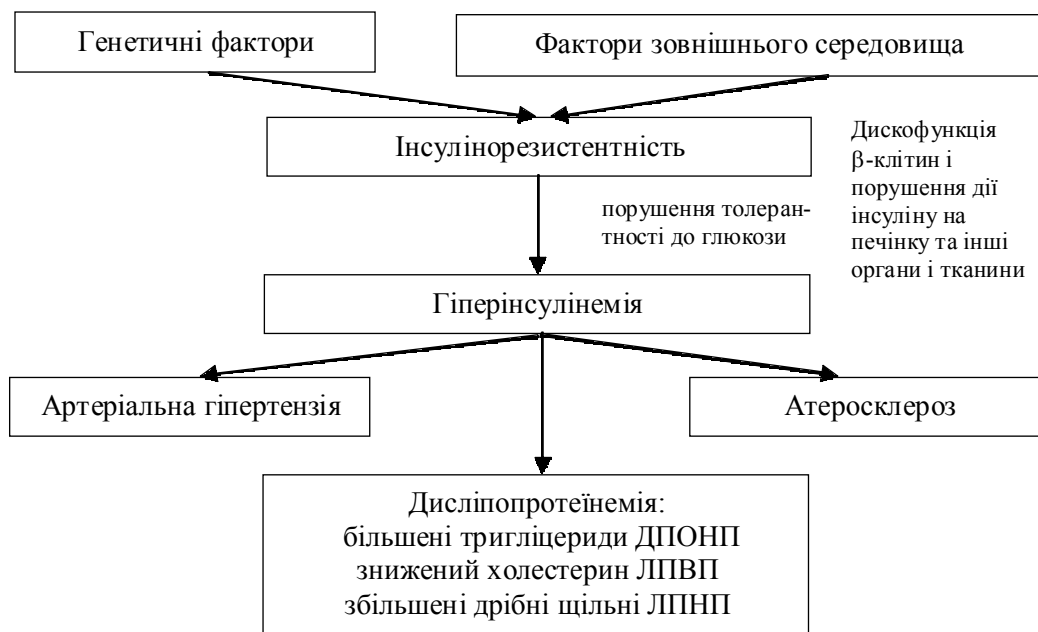 Генетичні фактори
Фактори зовнішнього середовища
Інсулінорезистентність
Дискофункція
β-клітин і
порушення дії
інсуліну на
печінку та інші
органи і тканини
порушення толеран-
тності до глюкози
Гіперінсулінемія
Артеріальна гіпертензія
Атеросклероз
Дисліпопротеїнемія:
більшені тригліцериди ДПОНП
знижений холестерин ЛПВП
збільшені дрібні щільні ЛПНП